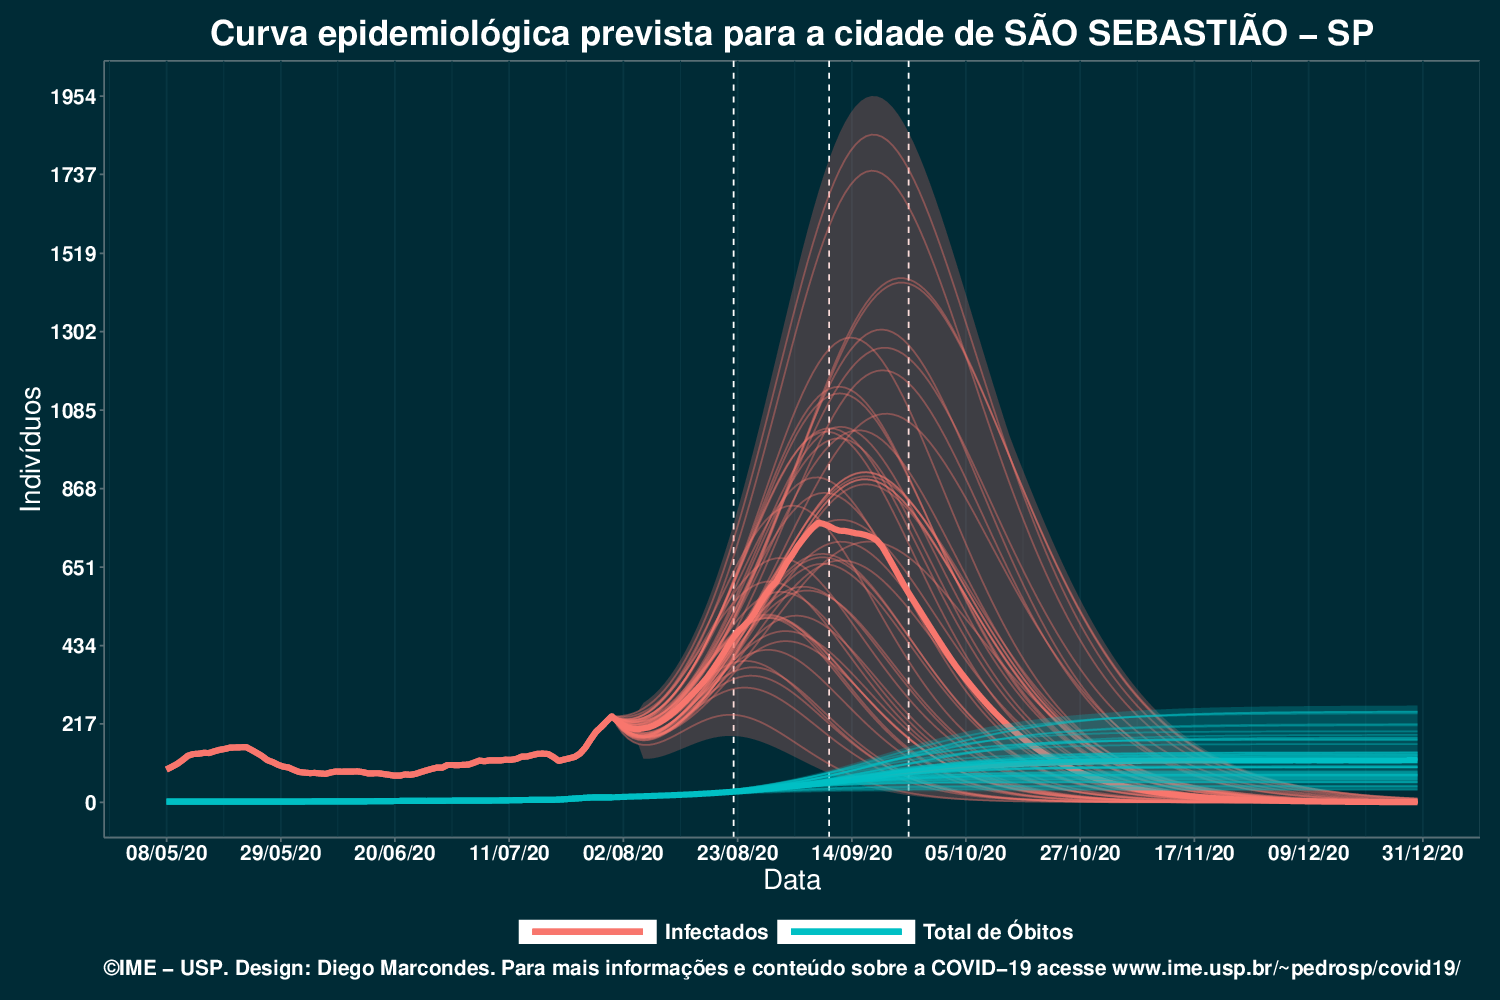 Curva epidemiológica prevista para a cidade de SÃO SEBASTIÃO – SP
1954
1737
1519
1302
1085
868
651
434
217
0
Indivíduos
08/05/20 29/05/20 20/06/20 11/07/20 02/08/20 23/08/20 14/09/20 05/10/20 27/10/20 17/11/20 09/12/20 31/12/20
Data
Infectados Total de Óbitos
©IME – USP. Design: Diego Marcondes. Para mais informações e conteúdo sobre a COVID–19 acesse www.ime.usp.br/~pedrosp/covid19/